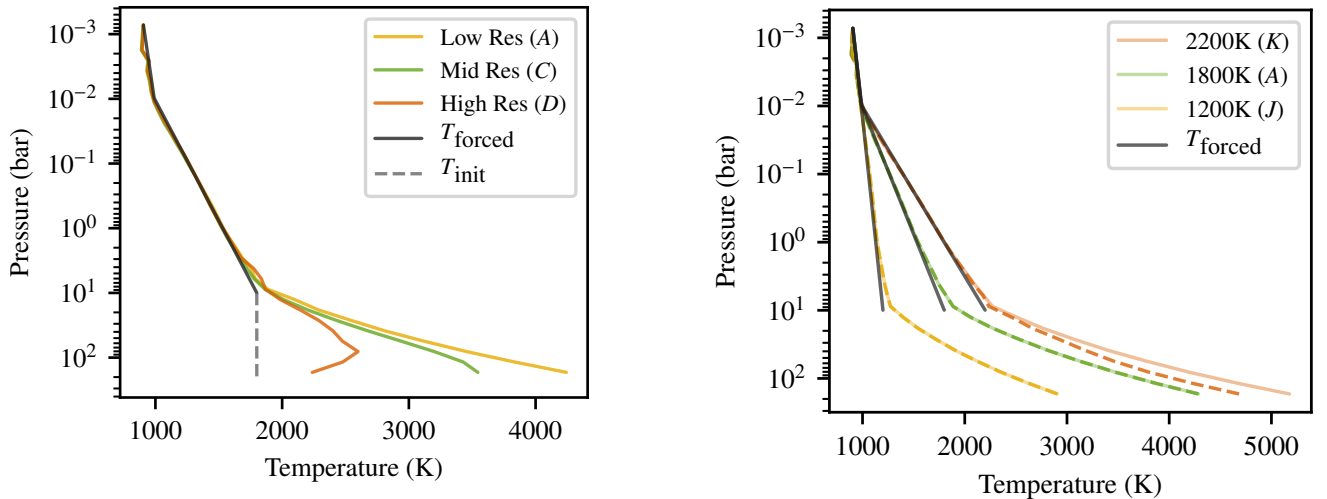 Low Res (A)
Mid Res (C)
High Res (D)
T_forced
T_init
10⁻³
10⁻²
10⁻¹
10⁰
10¹
10²
Pressure (bar)
1000 2000 3000 4000
Temperature (K)
2200K (K)
1800K (A)
1200K (J)
T_forced
10⁻³
10⁻²
10⁻¹
10⁰
10¹
10²
Pressure (bar)
1000 2000 3000 4000 5000
Temperature (K)